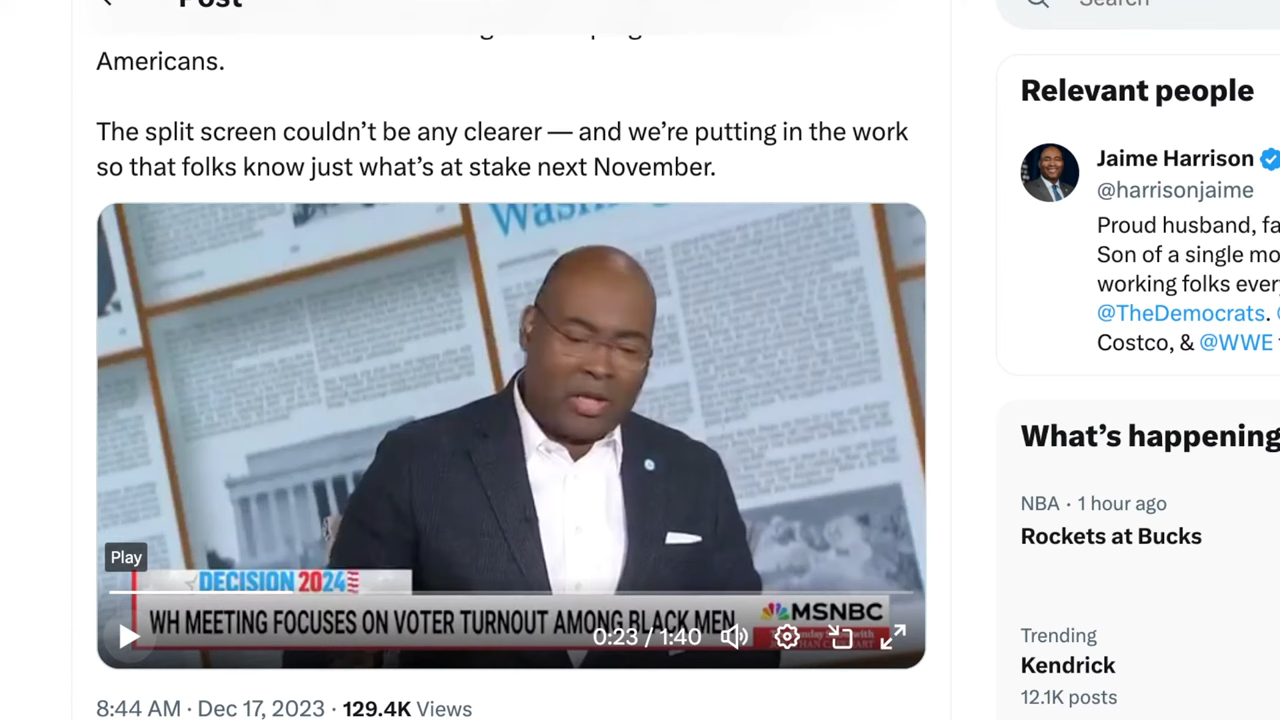 Post
Americans.
The split screen couldn’t be any clearer — and we’re putting in the work
so that folks know just what’s at stake next November.
Play
DECISION 2024
WH MEETING FOCUSES ON VOTER TURNOUT AMONG BLACK MEN
MSNBC
0:23 / 1:40
8:44 AM · Dec 17, 2023 · 129.4K Views
Search
Relevant people
Jaime Harrison
@harrisonjaime
Proud husband, fa
Son of a single mo
working folks every
@TheDemocrats.
Costco, & @WWE
What’s happening
NBA · 1 hour ago
Rockets at Bucks
Trending
Kendrick
12.1K posts